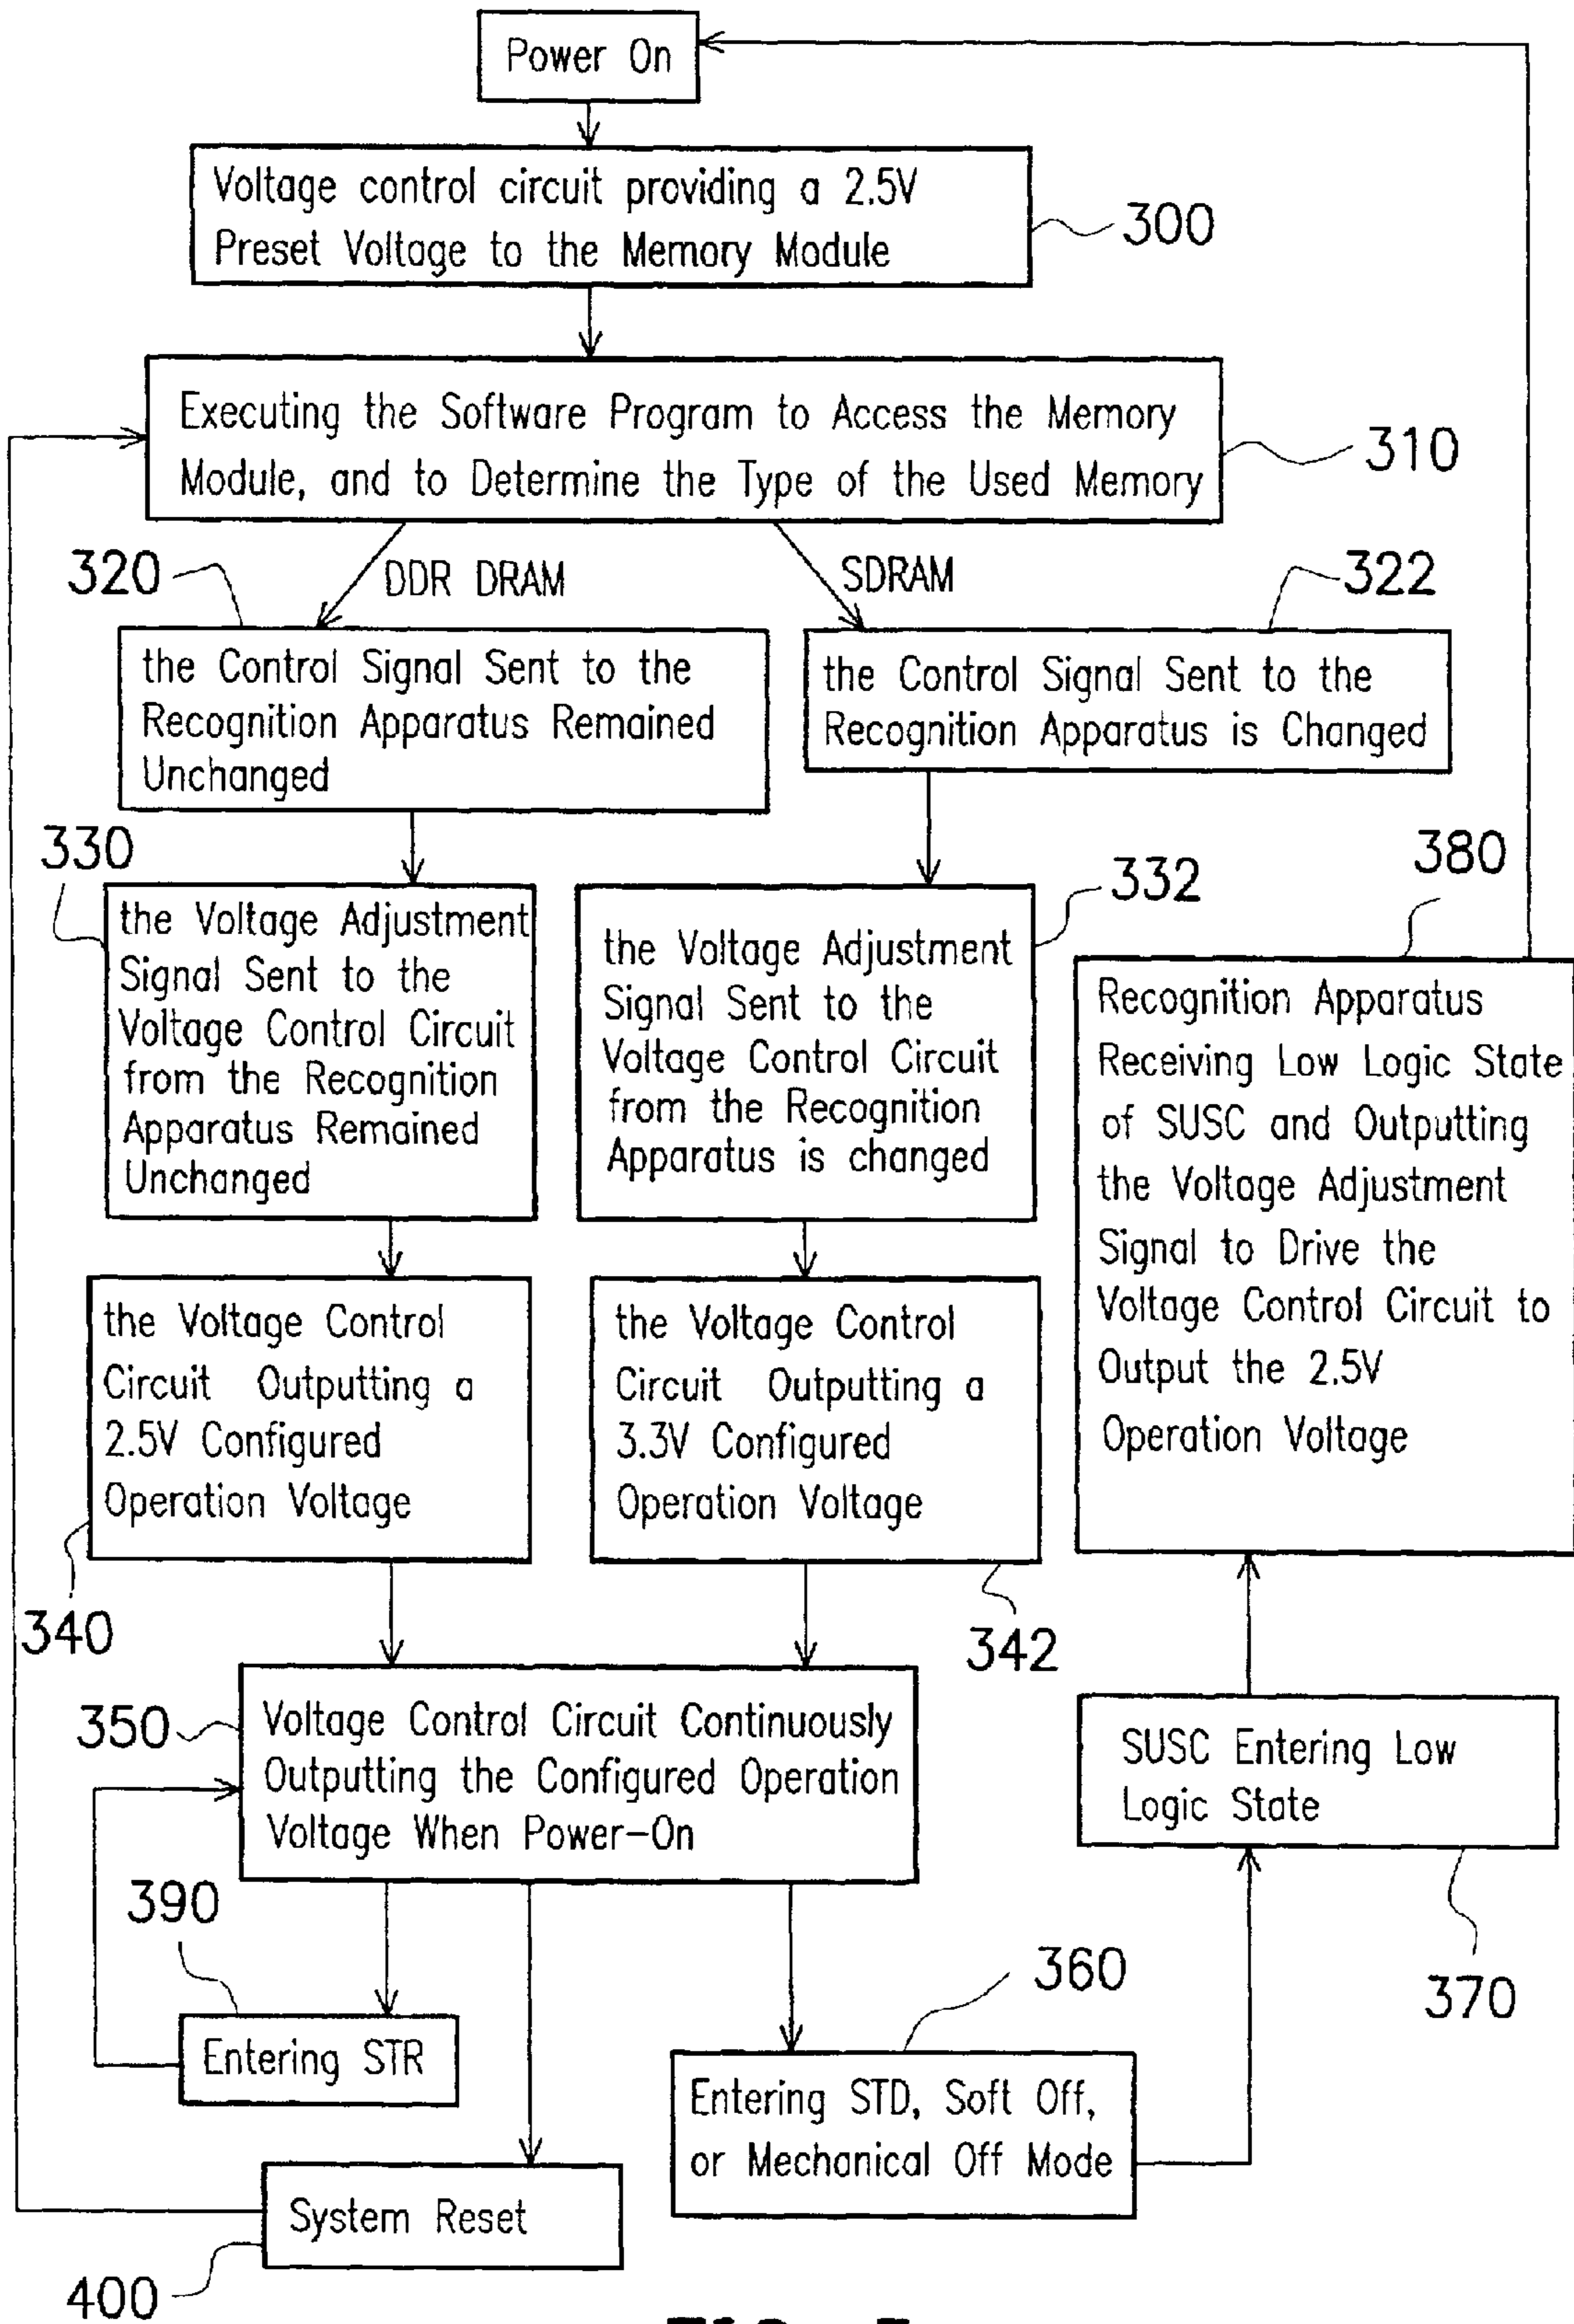 Power On
Voltage control circuit providing a 2.5V
Preset Voltage to the Memory Module
300
Executing the Software Program to Access the Memory
Module, and to Determine the Type of the Used Memory
310
320
DDR DRAM
SDRAM
322
the Control Signal Sent to the
Recognition Apparatus Remained
Unchanged
the Control Signal Sent to the
Recognition Apparatus is Changed
330
the Voltage Adjustment
Signal Sent to the
Voltage Control Circuit
from the Recognition
Apparatus Remained
Unchanged
332
the Voltage Adjustment
Signal Sent to the
Voltage Control Circuit
from the Recognition
Apparatus is changed
380
Recognition Apparatus
Receiving Low Logic State
of SUSC and Outputting
the Voltage Adjustment
Signal to Drive the
Voltage Control Circuit to
Output the 2.5V
Operation Voltage
the Voltage Control
Circuit Outputting a
2.5V Configured
Operation Voltage
340
the Voltage Control
Circuit Outputting a
3.3V Configured
Operation Voltage
342
350
Voltage Control Circuit Continuously
Outputting the Configured Operation
Voltage When Power-On
SUSC Entering Low
Logic State
370
390
Entering STR
360
Entering STD, Soft Off,
or Mechanical Off Mode
System Reset
400